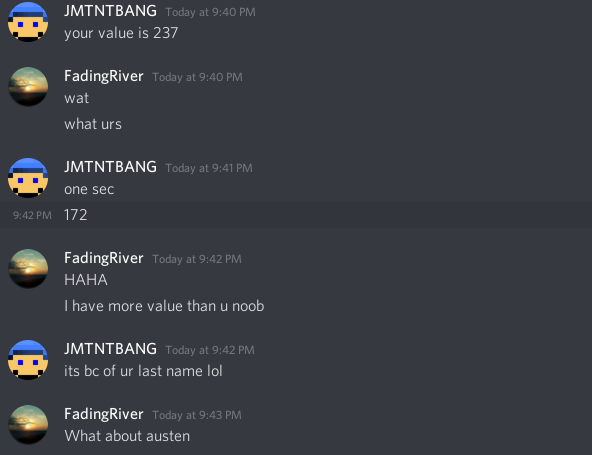 JMTNTBANG Today at 9:40 PM
your value is 237
FadingRiver Today at 9:40 PM
wat
what urs
JMTNTBANG Today at 9:41 PM
one sec
9:42 PM 172
FadingRiver Today at 9:42 PM
HAHA
I have more value than u noob
JMTNTBANG Today at 9:42 PM
its bc of ur last name lol
FadingRiver Today at 9:43 PM
What about austen